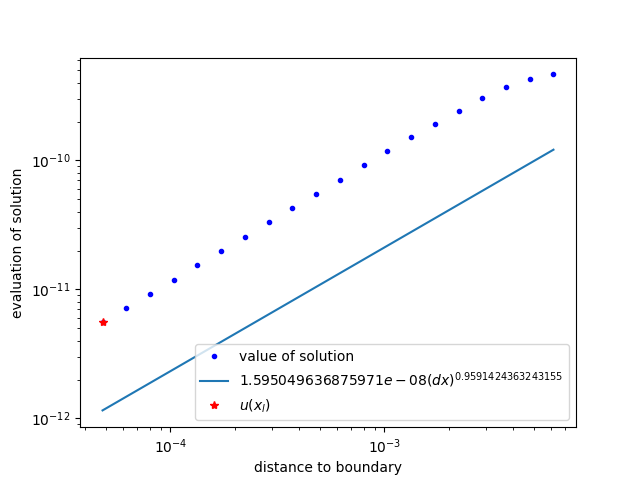 evaluation of solution
10⁻¹⁰
10⁻¹¹
10⁻¹²
value of solution
1.595049636875971e − 08(dx)^0.9591424363243155
u(x_l)
10⁻⁴
10⁻³
distance to boundary